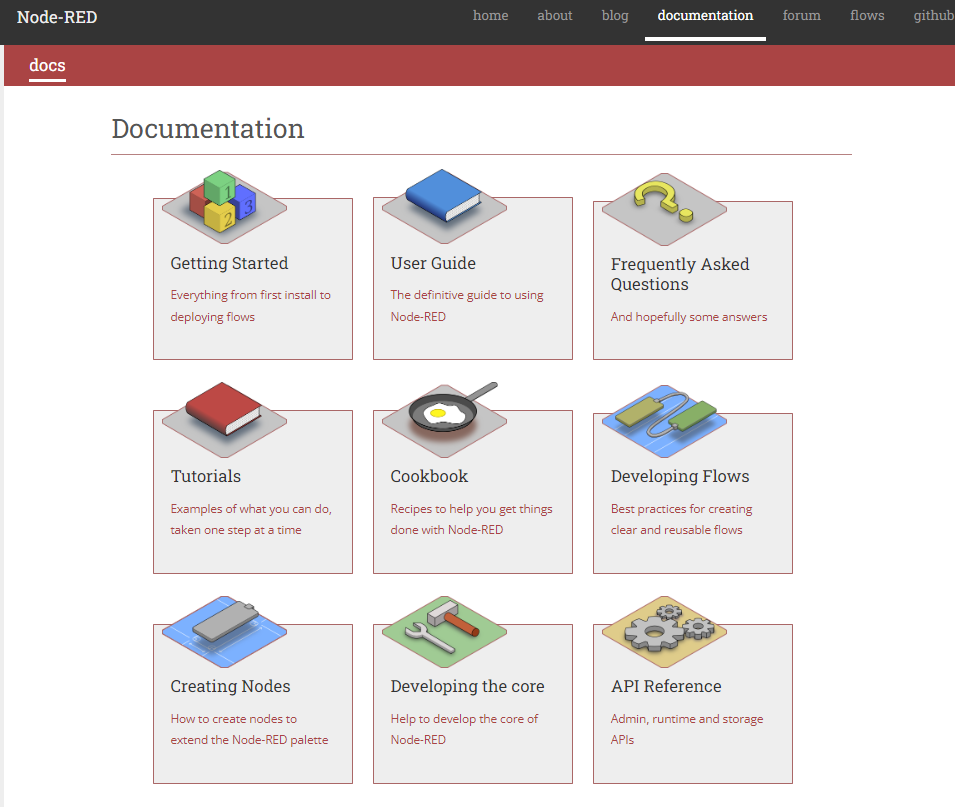 Node-RED
home about blog documentation forum flows github
docs
Documentation
1
2
3
Getting Started
Everything from first install to
deploying flows
User Guide
The definitive guide to using
Node-RED
Frequently Asked
Questions
And hopefully some answers
Tutorials
Examples of what you can do,
taken one step at a time
Cookbook
Recipes to help you get things
done with Node-RED
Developing Flows
Best practices for creating
clear and reusable flows
Creating Nodes
How to create nodes to
extend the Node-RED palette
Developing the core
Help to develop the core of
Node-RED
API Reference
Admin, runtime and storage
APIs